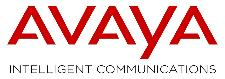 AVAYA
INTELLIGENT COMMUNICATIONS